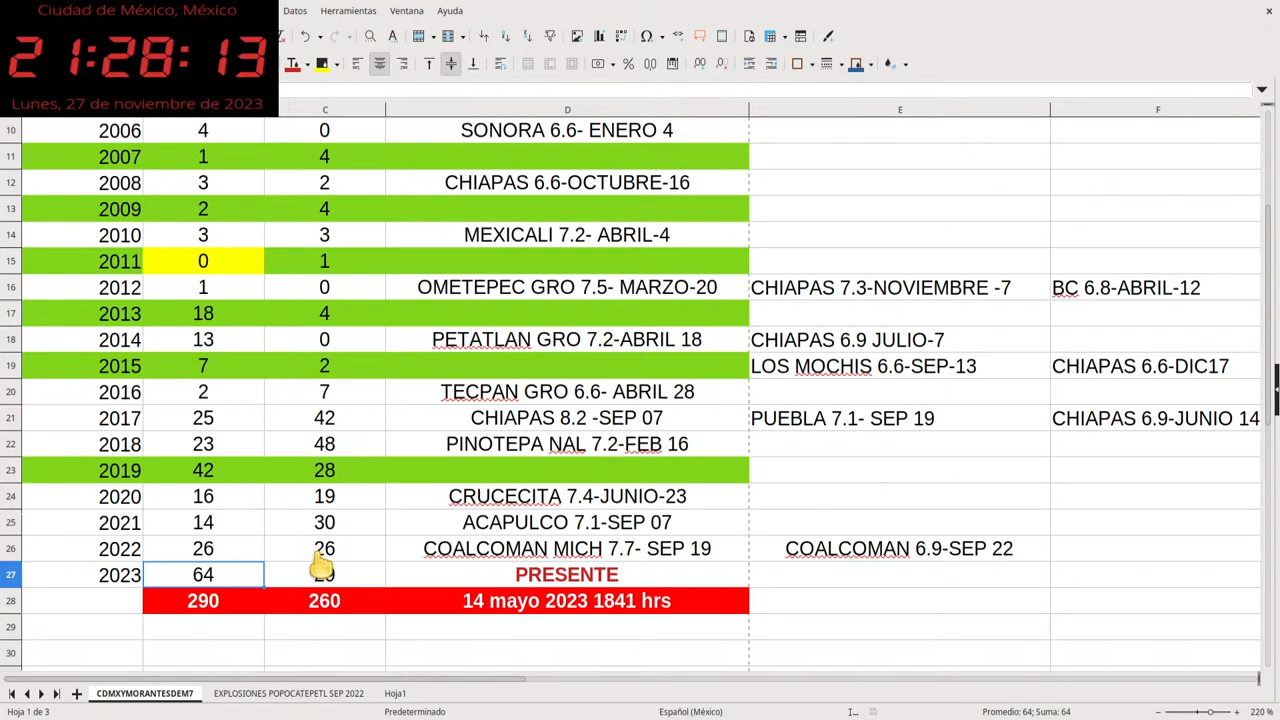 Ciudad de México, México
21:28:13
Lunes, 27 de noviembre de 2023
Datos Herramientas Ventana Ayuda
C D E F
10 2006 4 0 SONORA 6.6- ENERO 4
11 2007 1 4
12 2008 3 2 CHIAPAS 6.6-OCTUBRE-16
13 2009 2 4
14 2010 3 3 MEXICALI 7.2- ABRIL-4
15 2011 0 1
16 2012 1 0 OMETEPEC GRO 7.5- MARZO-20 CHIAPAS 7.3-NOVIEMBRE -7 BC 6.8-ABRIL-12
17 2013 18 4
18 2014 13 0 PETATLAN GRO 7.2-ABRIL 18 CHIAPAS 6.9 JULIO-7
19 2015 7 2 LOS MOCHIS 6.6-SEP-13 CHIAPAS 6.6-DIC17
20 2016 2 7 TECPAN GRO 6.6- ABRIL 28
21 2017 25 42 CHIAPAS 8.2 -SEP 07 PUEBLA 7.1- SEP 19 CHIAPAS 6.9-JUNIO 14
22 2018 23 48 PINOTEPA NAL 7.2-FEB 16
23 2019 42 28
24 2020 16 19 CRUCECITA 7.4-JUNIO-23
25 2021 14 30 ACAPULCO 7.1-SEP 07
26 2022 26 26 COALCOMAN MICH 7.7- SEP 19 COALCOMAN 6.9-SEP 22
27 2023 64 PRESENTE
28 290 260 14 mayo 2023 1841 hrs
29
30
CDMXYMORANTESDEM7 EXPLOSIONES POPOCATEPETL SEP 2022 Hoja1
Hoja 1 de 3 Predeterminado Español (México) Promedio: 64; Suma: 64 220 %